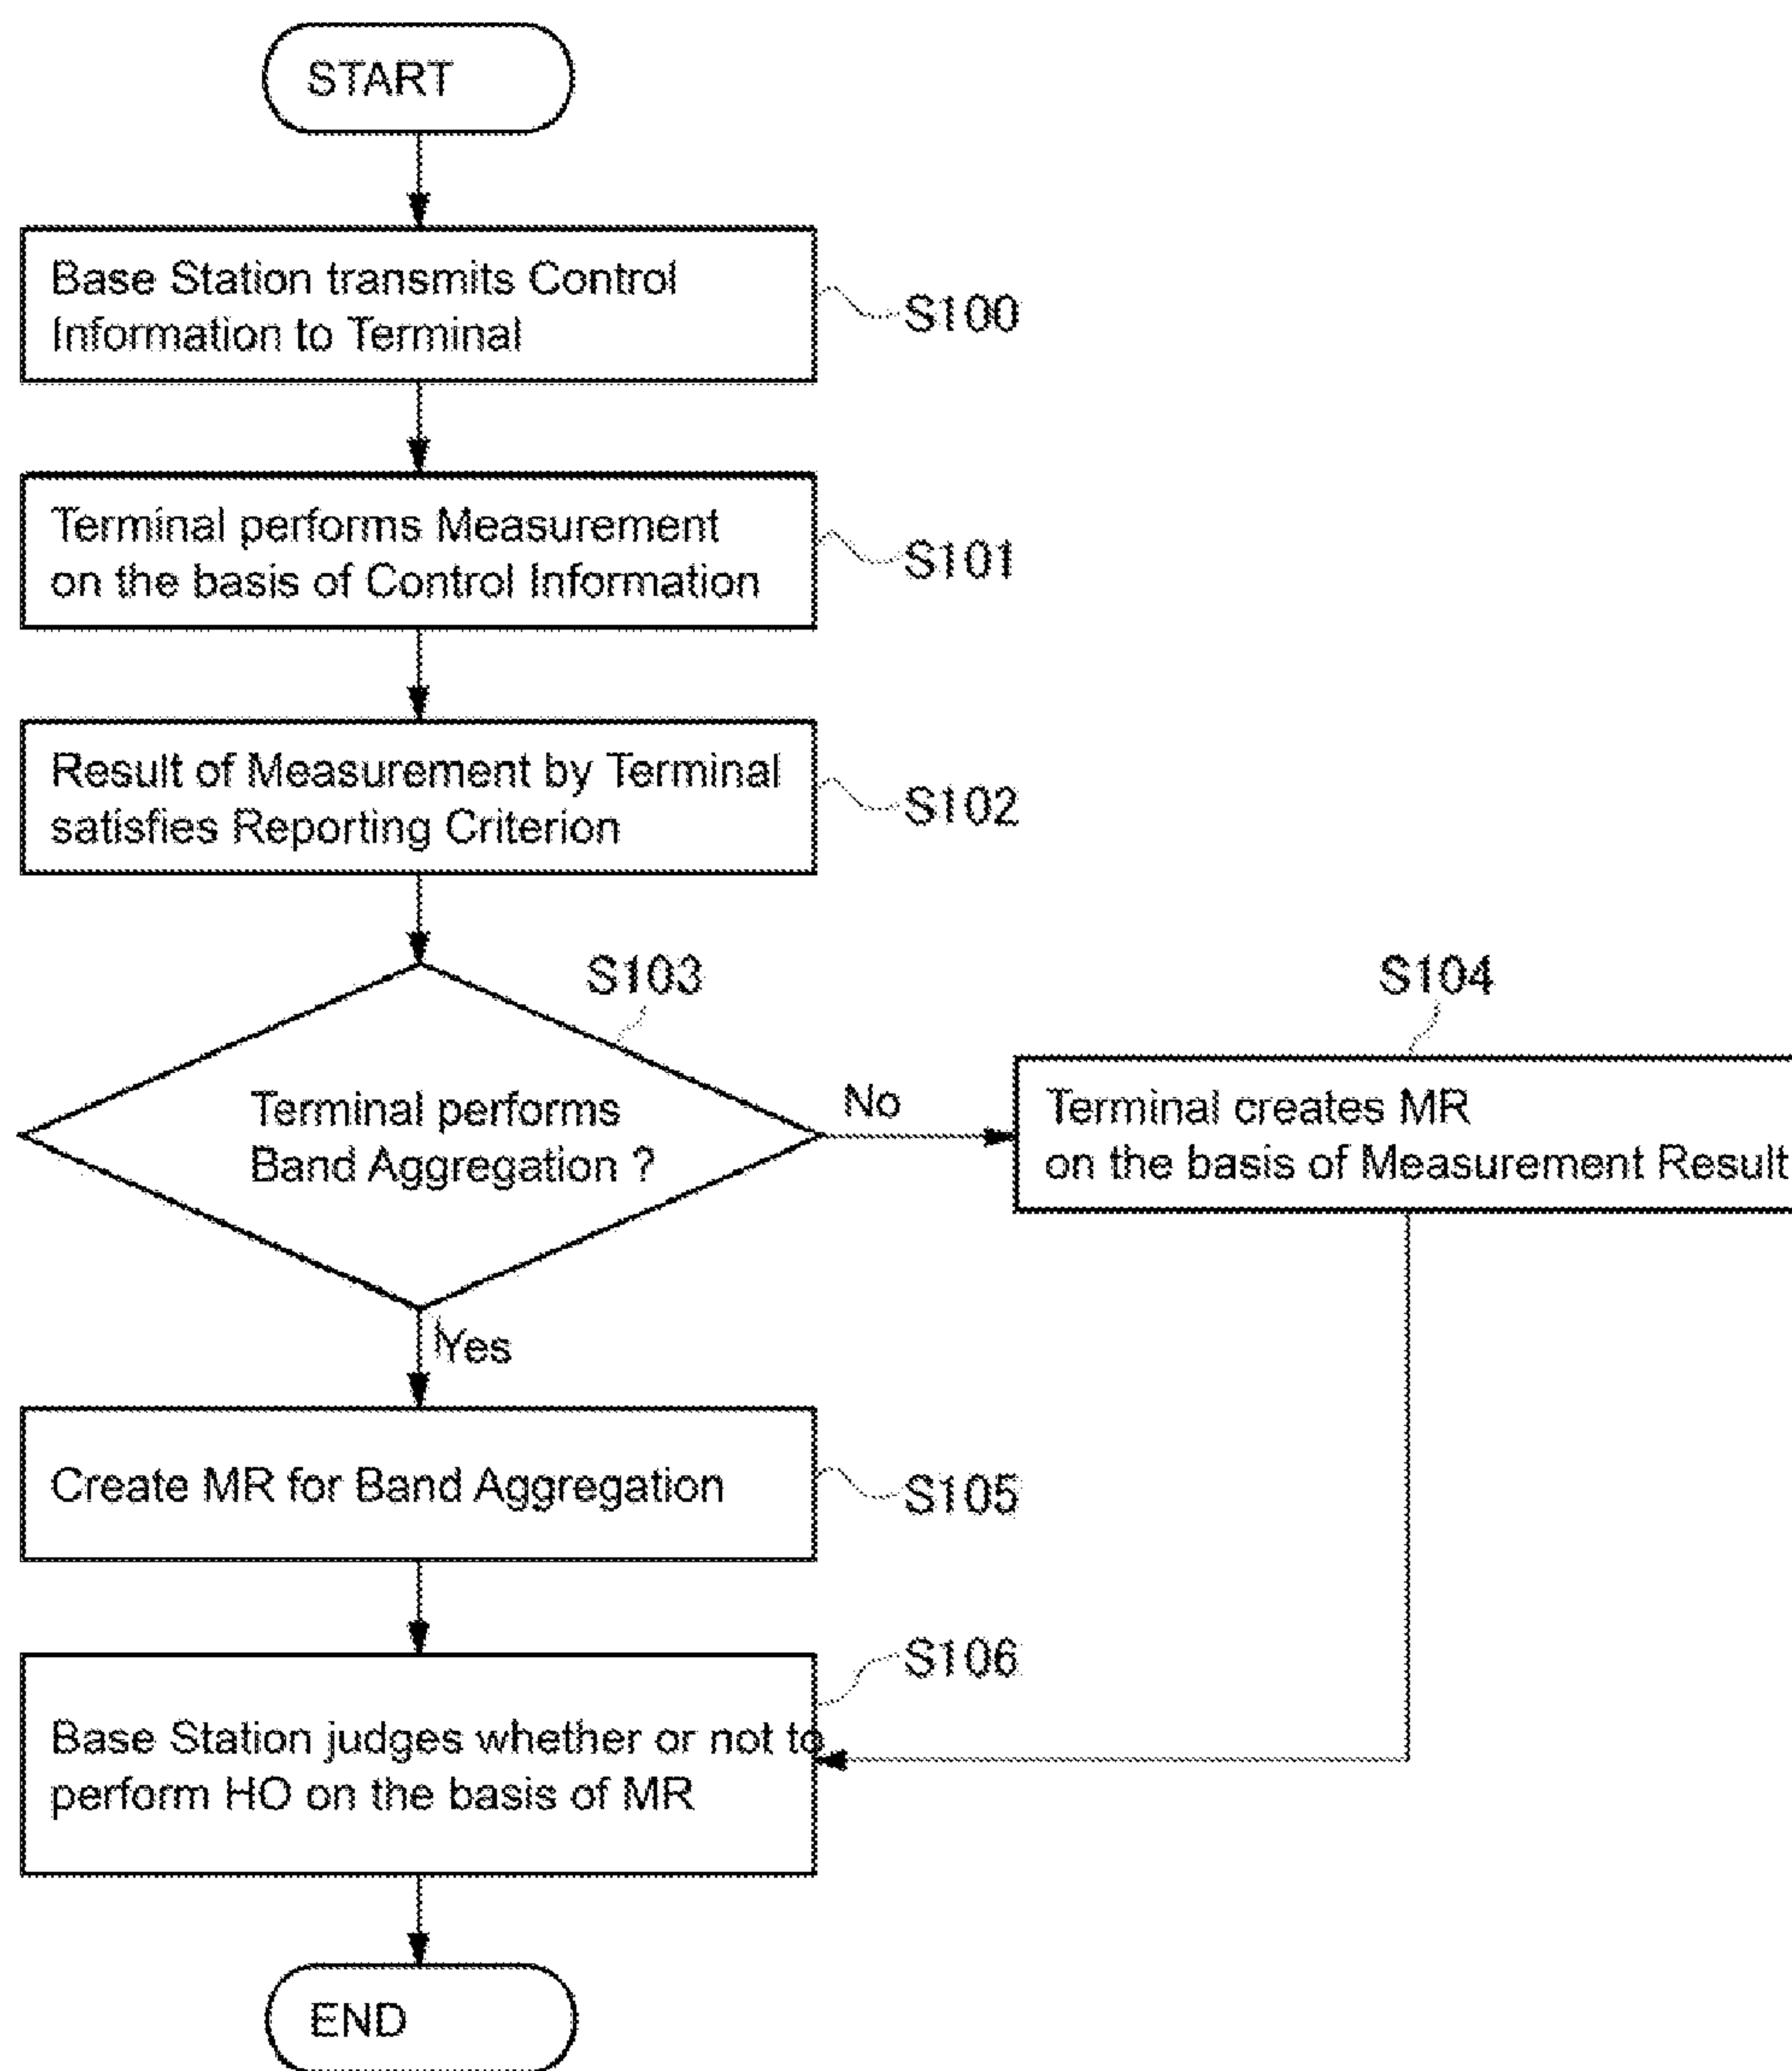 START
Base Station transmits Control
Information to Terminal
S100
Terminal performs Measurement
on the basis of Control Information
S101
Result of Measurement by Terminal
satisfies Reporting Criterion
S102
S103
Terminal performs
Band Aggregation ?
No
S104
Terminal creates MR
on the basis of Measurement Result
Yes
Create MR for Band Aggregation
S105
S106
Base Station judges whether or not to
perform HO on the basis of MR
END